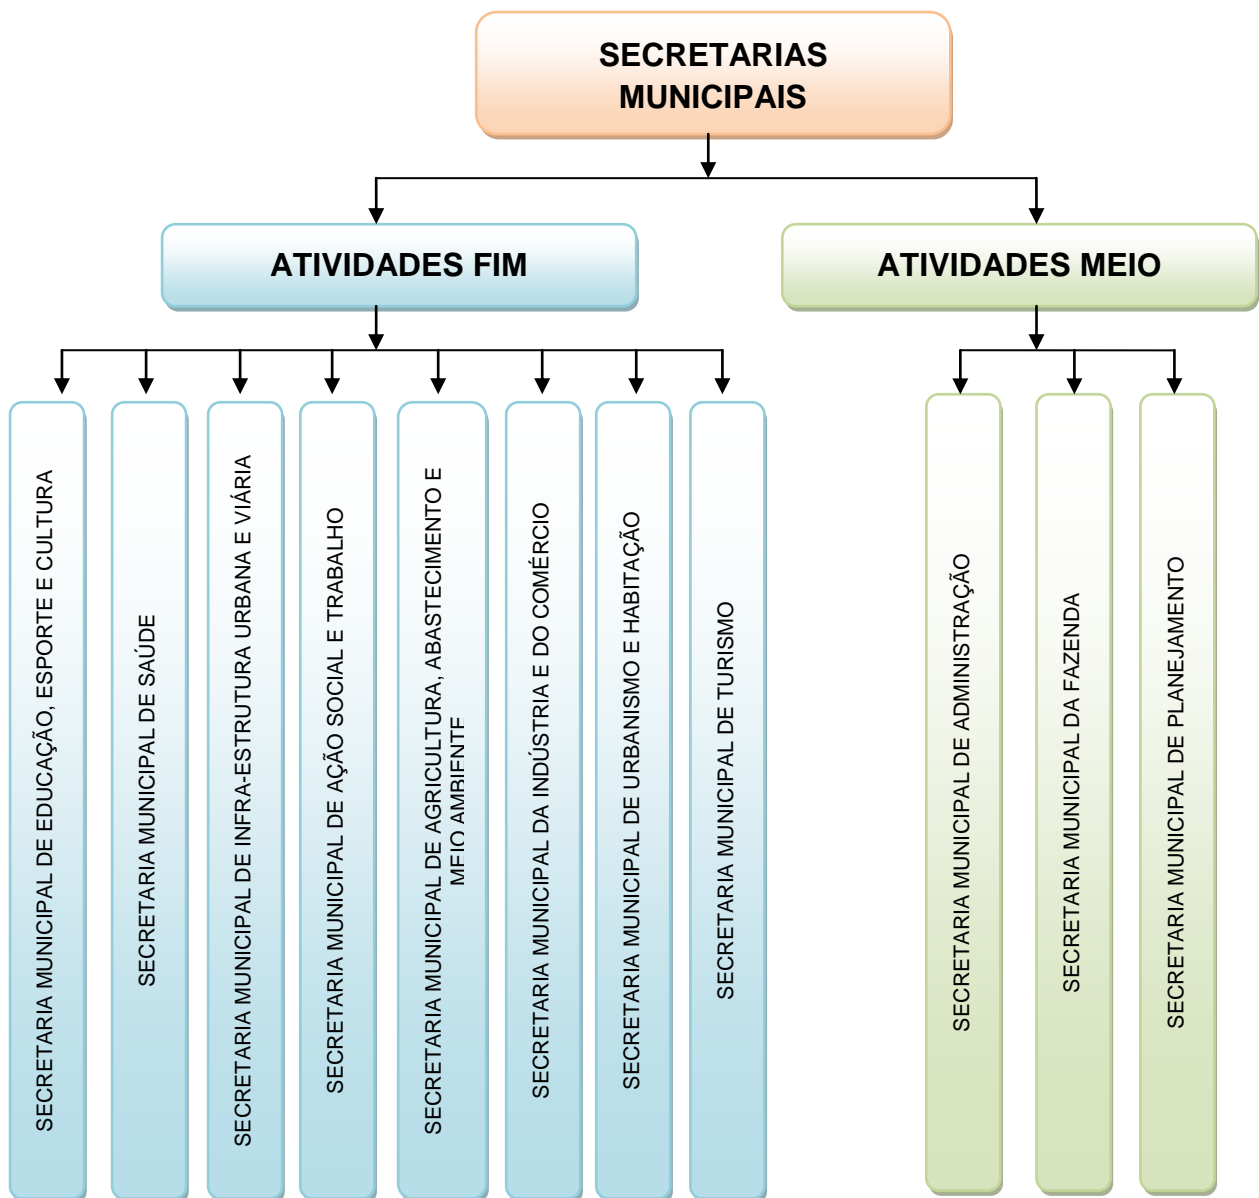 SECRETARIAS
MUNICIPAIS
ATIVIDADES FIM
ATIVIDADES MEIO
SECRETARIA MUNICIPAL DE EDUCAÇÃO, ESPORTE E CULTURA
SECRETARIA MUNICIPAL DE SAÚDE
SECRETARIA MUNICIPAL DE INFRA-ESTRUTURA URBANA E VIÁRIA
SECRETARIA MUNICIPAL DE AÇÃO SOCIAL E TRABALHO
SECRETARIA MUNICIPAL DE AGRICULTURA, ABASTECIMENTO E
MEIO AMBIENTE
SECRETARIA MUNICIPAL DA INDÚSTRIA E DO COMÉRCIO
SECRETARIA MUNICIPAL DE URBANISMO E HABITAÇÃO
SECRETARIA MUNICIPAL DE TURISMO
SECRETARIA MUNICIPAL DE ADMINISTRAÇÃO
SECRETARIA MUNICIPAL DA FAZENDA
SECRETARIA MUNICIPAL DE PLANEJAMENTO